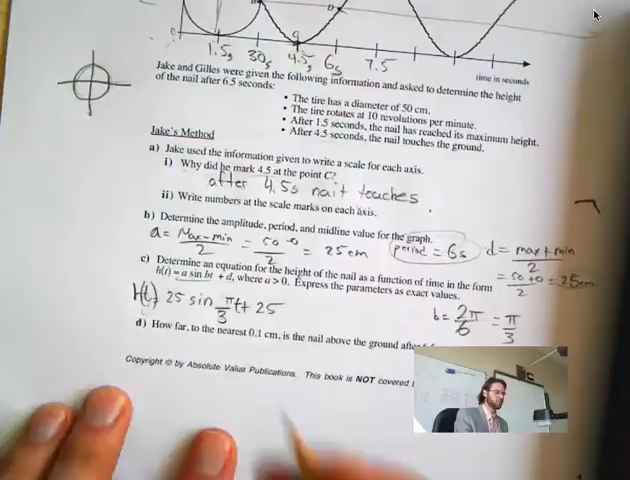 0 1.5s 30s 4.5s 6s 7.5
time in seconds
Jake and Gilles were given the following information and asked to determine the height
of the nail after 6.5 seconds:
• The tire has a diameter of 50 cm.
• The tire rotates at 10 revolutions per minute.
• After 1.5 seconds, the nail has reached its maximum height.
• After 4.5 seconds, the nail touches the ground.
Jake's Method
a) Jake used the information given to write a scale for each axis.
i) Why did he mark 4.5 at the point C?
after 4.5s nail touches
ii) Write numbers at the scale marks on each axis.
b) Determine the amplitude, period, and midline value for the graph.
a = Max-min/2 = 50-0/2 = 25cm period = 6s d = max+min/2
= 50+0/2 = 25cm
c) Determine an equation for the height of the nail as a function of time in the form
h(t) = a sin bt + d, where a > 0. Express the parameters as exact values.
H(t) 25 sin π/3 t + 25 b = 2π/6 = π/3
d) How far, to the nearest 0.1 cm, is the nail above the ground after
Copyright © by Absolute Value Publications. This book is NOT covered